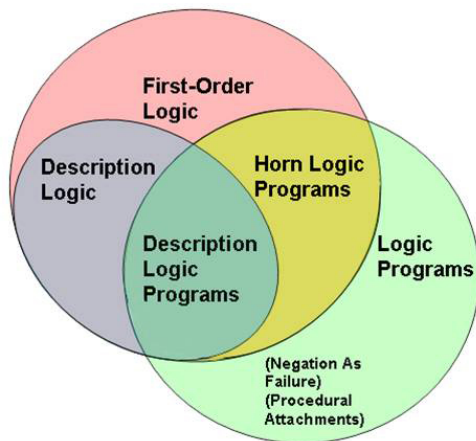 First-Order
Logic
Description
Logic
Horn Logic
Programs
Description
Logic
Programs
Logic
Programs
(Negation As
Failure)
(Procedural
Attachments)